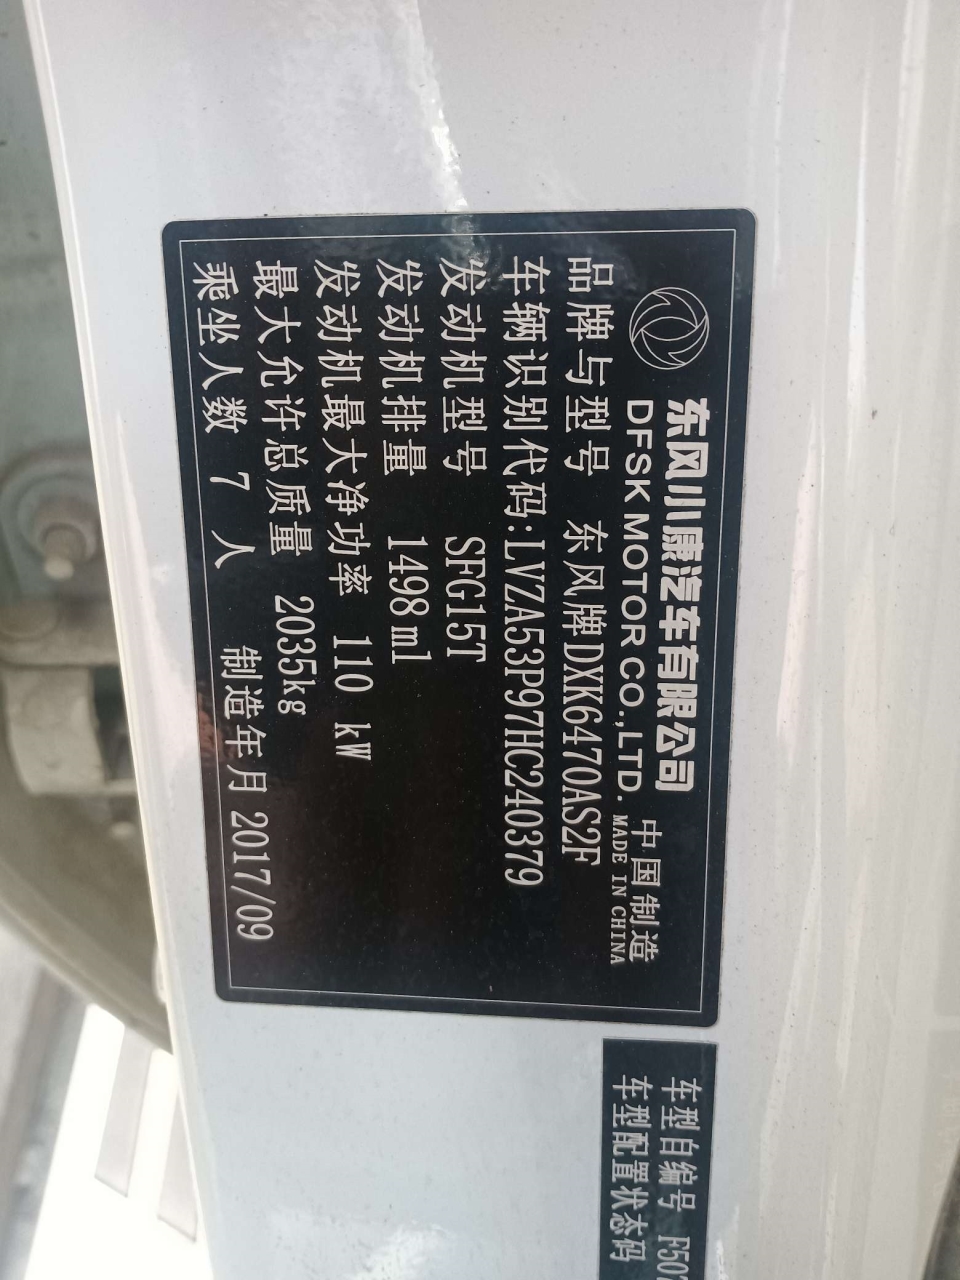 东风小康汽车有限公司
DFSK MOTOR CO.,LTD.
中国制造
MADE IN CHINA
品牌与型号 东风牌DXK6470AS2F
车辆识别代码:LVZA53P97HC240379
发动机型号 SFG15T
发动机排量 1498ml
发动机最大净功率 110 kW
最大允许总质量 2035kg
乘坐人数 7 人 制造年月 2017/09
车型自编号 F507
车型配置状态码